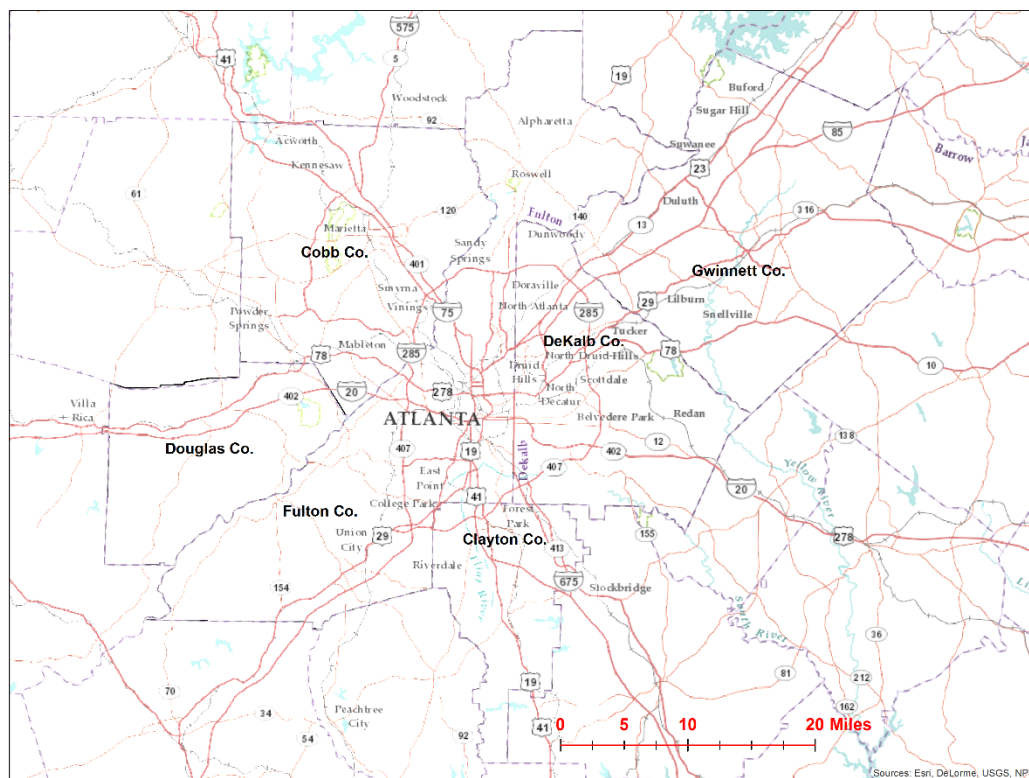 575
41
5
19
Buford
Woodstock
Sugar Hill
92
Alpharetta
85
Acworth
Suwanee
Barrow
Kennesaw
23
Roswell
61
Duluth
120
Fulton
140
316
Marietta
13
Dunwoody
Cobb Co.
Sandy
Springs
401
Gwinnett Co.
Smyrna
Doraville
29
Lilburn
Vinings
75
North Atlanta
285
Snellville
Powder
Springs
Tucker
Mableton
DeKalb Co.
78
285
North Druid Hills
78
Druid
Hills
10
20
278
Scottdale
402
North
Decatur
Villa
Rica
ATLANTA
Belvedere Park
Redan
12
138
Douglas Co.
407
19
402
Dekalb
407
East
Point
Yellow River
20
41
College Park
Fulton Co.
Forest
Park
Union
City
29
155
278
Clayton Co.
413
Riverdale
Flint River
675
Stockbridge
154
South River
36
81
19
212
70
162
Peachtree
City
34
41
54
92
0 5 10 20 Miles
Sources: Esri, DeLorme, USGS, NP